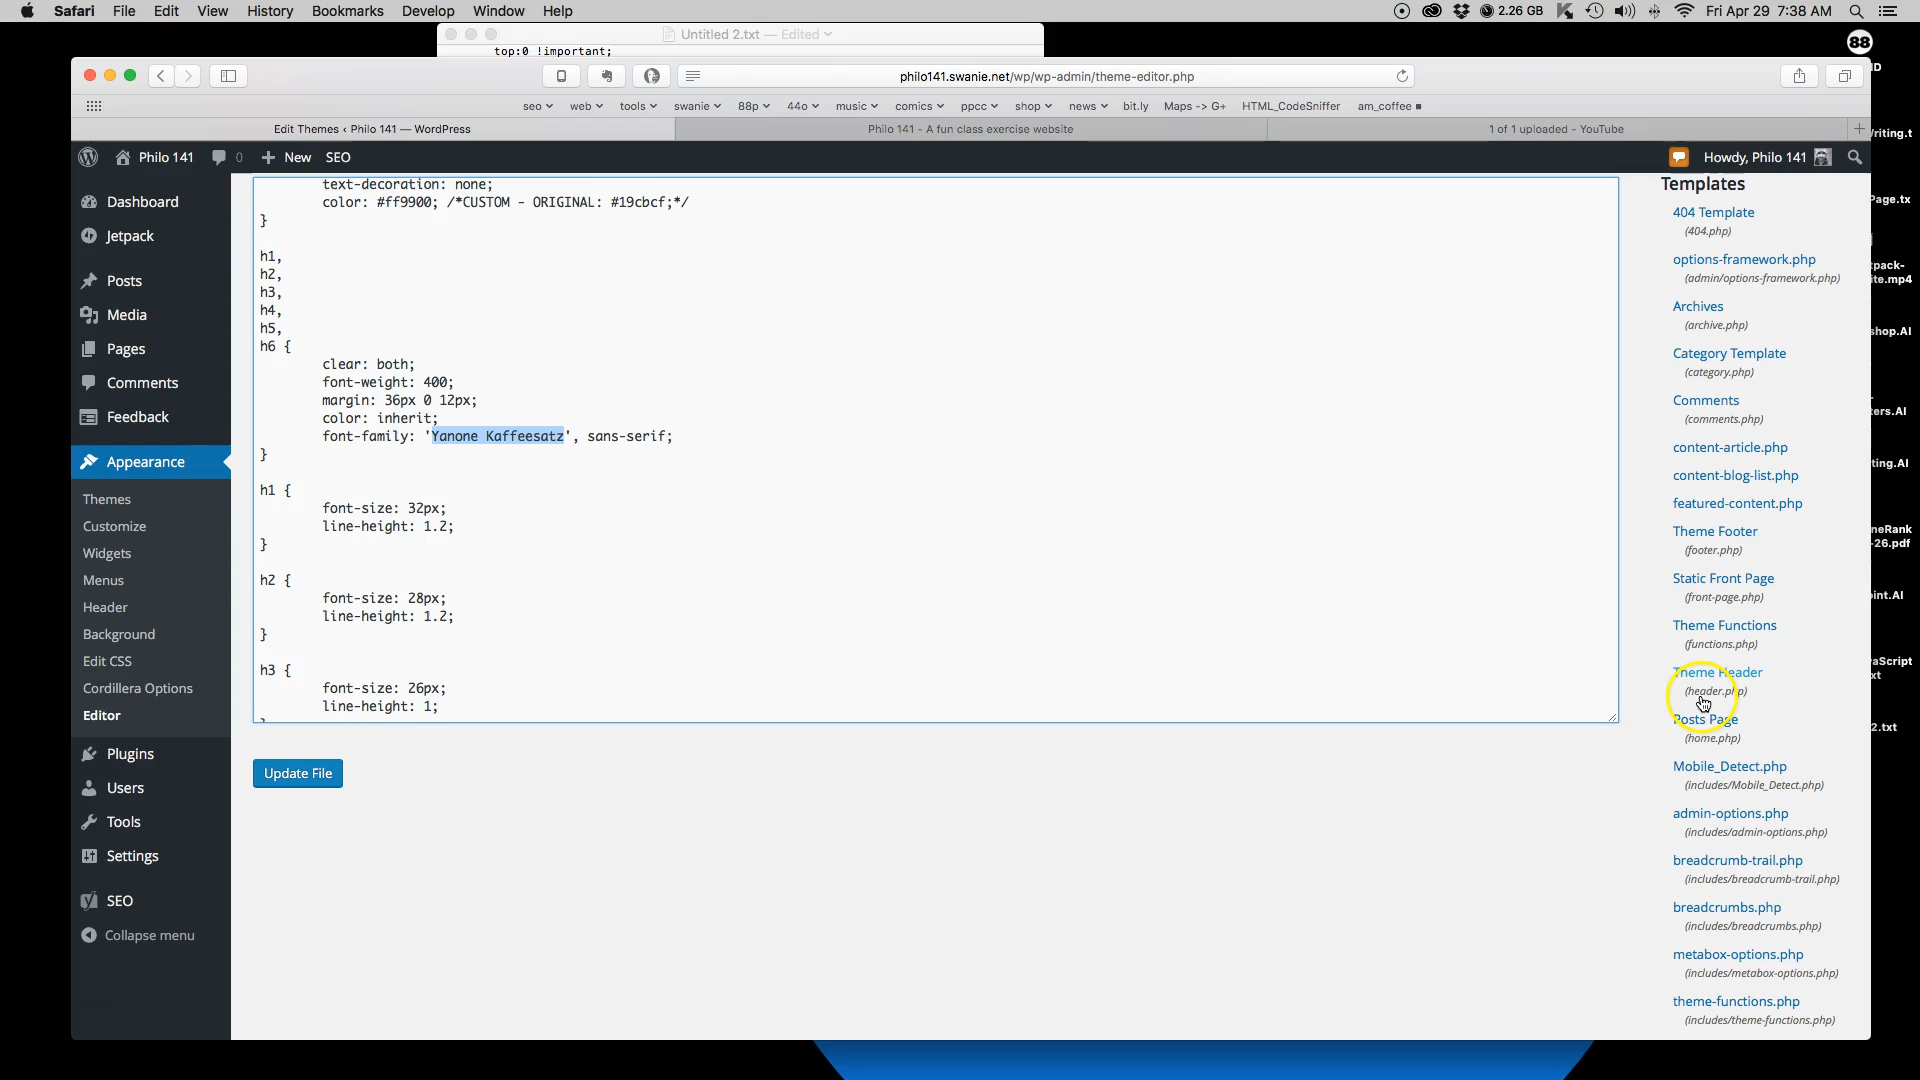 Safari File Edit View History Bookmarks Develop Window Help 2.26 GB Fri Apr 29 7:38 AM
88
Untitled 2.txt — Edited
top:0 !important;
philo141.swanie.net/wp/wp-admin/theme-editor.php
seo web tools swanie 88p 44o music comics ppcc shop news bit.ly Maps -> G+ HTML_CodeSniffer am_coffee
Edit Themes ‹ Philo 141 — WordPress Philo 141 - A fun class exercise website 1 of 1 uploaded - YouTube
Philo 141 0 New SEO Howdy, Philo 141
Dashboard
Jetpack
Posts
Media
Pages
Comments
Feedback
Appearance
Themes
Customize
Widgets
Menus
Header
Background
Edit CSS
Cordillera Options
Editor
Plugins
Users
Tools
Settings
SEO
Collapse menu
text-decoration: none;
color: #ff9900; /*CUSTOM - ORIGINAL: #19cbcf;*/
}
h1,
h2,
h3,
h4,
h5,
h6 {
clear: both;
font-weight: 400;
margin: 36px 0 12px;
color: inherit;
font-family: 'Yanone Kaffeesatz', sans-serif;
}
h1 {
font-size: 32px;
line-height: 1.2;
}
h2 {
font-size: 28px;
line-height: 1.2;
}
h3 {
font-size: 26px;
line-height: 1;
Update File
Templates
404 Template
(404.php)
options-framework.php
(admin/options-framework.php)
Archives
(archive.php)
Category Template
(category.php)
Comments
(comments.php)
content-article.php
content-blog-list.php
featured-content.php
Theme Footer
(footer.php)
Static Front Page
(front-page.php)
Theme Functions
(functions.php)
Theme Header
(header.php)
Posts Page
(home.php)
Mobile_Detect.php
(includes/Mobile_Detect.php)
admin-options.php
(includes/admin-options.php)
breadcrumb-trail.php
(includes/breadcrumb-trail.php)
breadcrumbs.php
(includes/breadcrumbs.php)
metabox-options.php
(includes/metabox-options.php)
theme-functions.php
(includes/theme-functions.php)